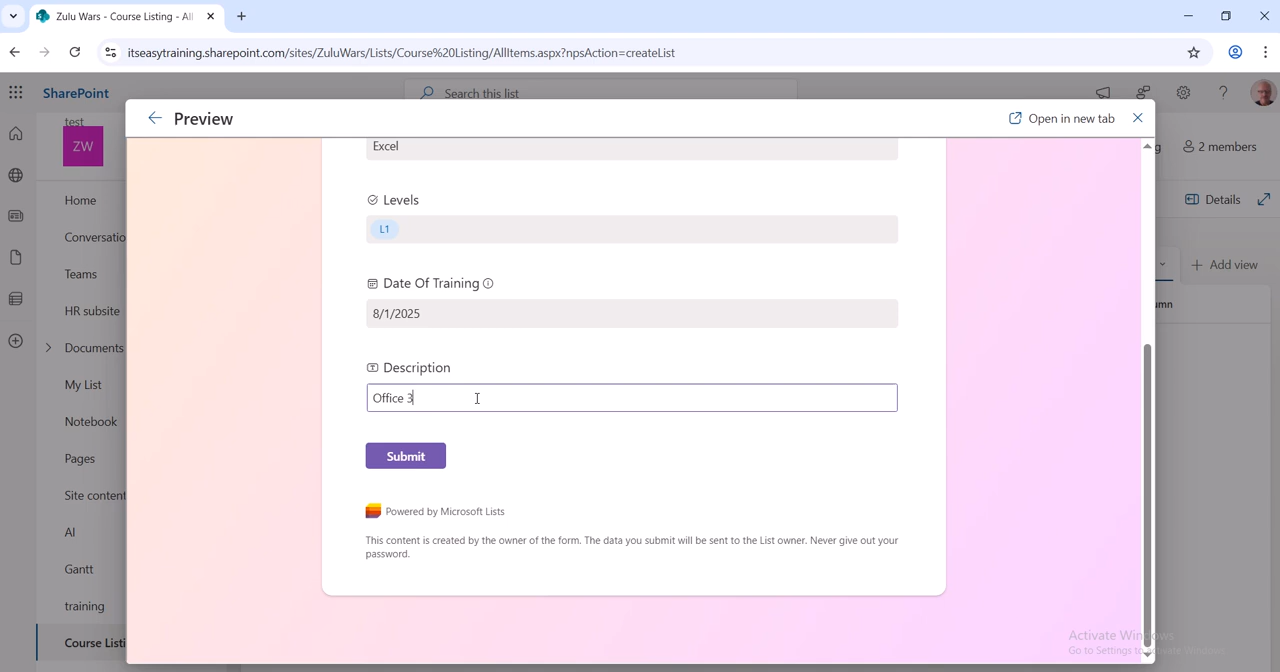 Zulu Wars - Course Listing - All
itseasytraining.sharepoint.com/sites/ZuluWars/Lists/Course%20Listing/AllItems.aspx?npsAction=createList
SharePoint
Search this list
test
ZW
Preview
Open in new tab
g
2 members
Home
Conversatio
Teams
HR subsite
Documents
My List
Notebook
Pages
Site content
AI
Gantt
training
Course Listi
Details
Add view
umn
Excel
Levels
L1
Date Of Training
8/1/2025
Description
Office 3
Submit
Powered by Microsoft Lists
This content is created by the owner of the form. The data you submit will be sent to the List owner. Never give out your
password.
Activate Windows
Go to Settings to activate Windows.